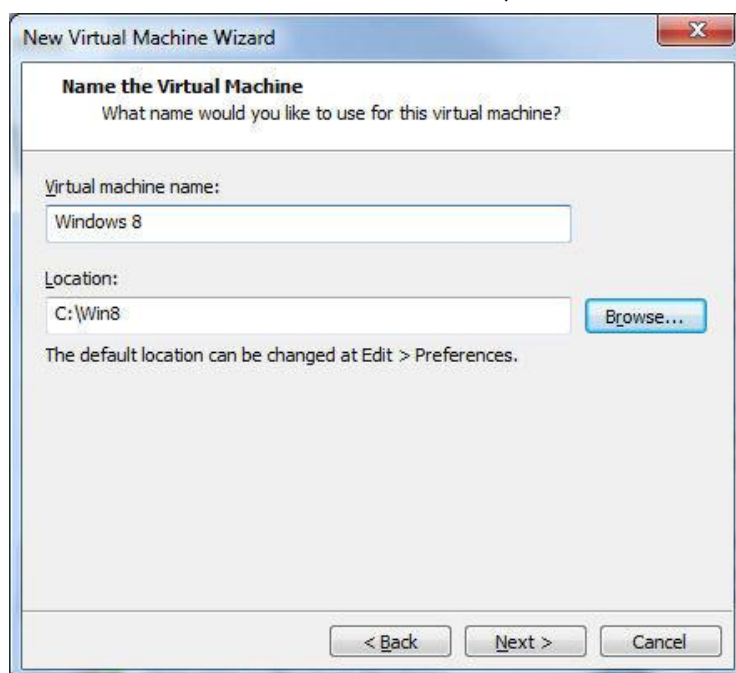 New Virtual Machine Wizard
Name the Virtual Machine
What name would you like to use for this virtual machine?
Virtual machine name:
Windows 8
Location:
C:\Win8
Browse...
The default location can be changed at Edit > Preferences.
< Back Next > Cancel